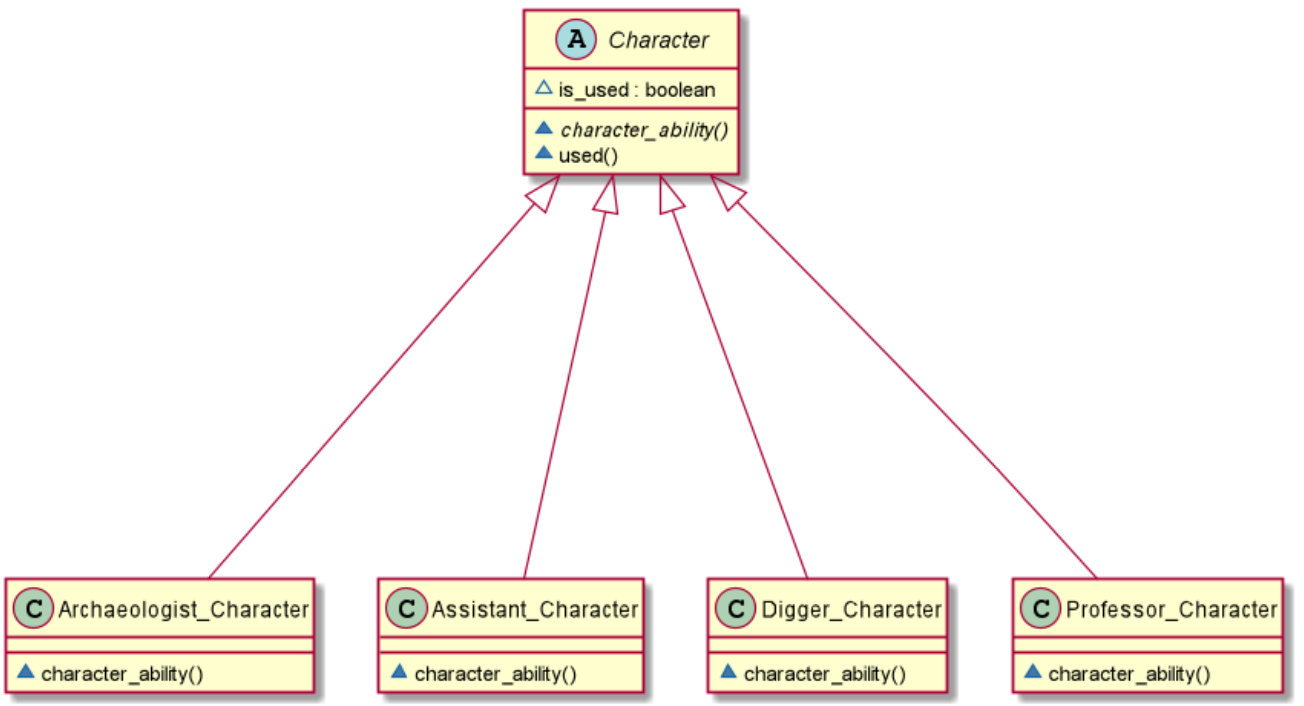 A Character
is_used : boolean
character_ability()
used()
C Archaeologist_Character
character_ability()
C Assistant_Character
character_ability()
C Digger_Character
character_ability()
C Professor_Character
character_ability()